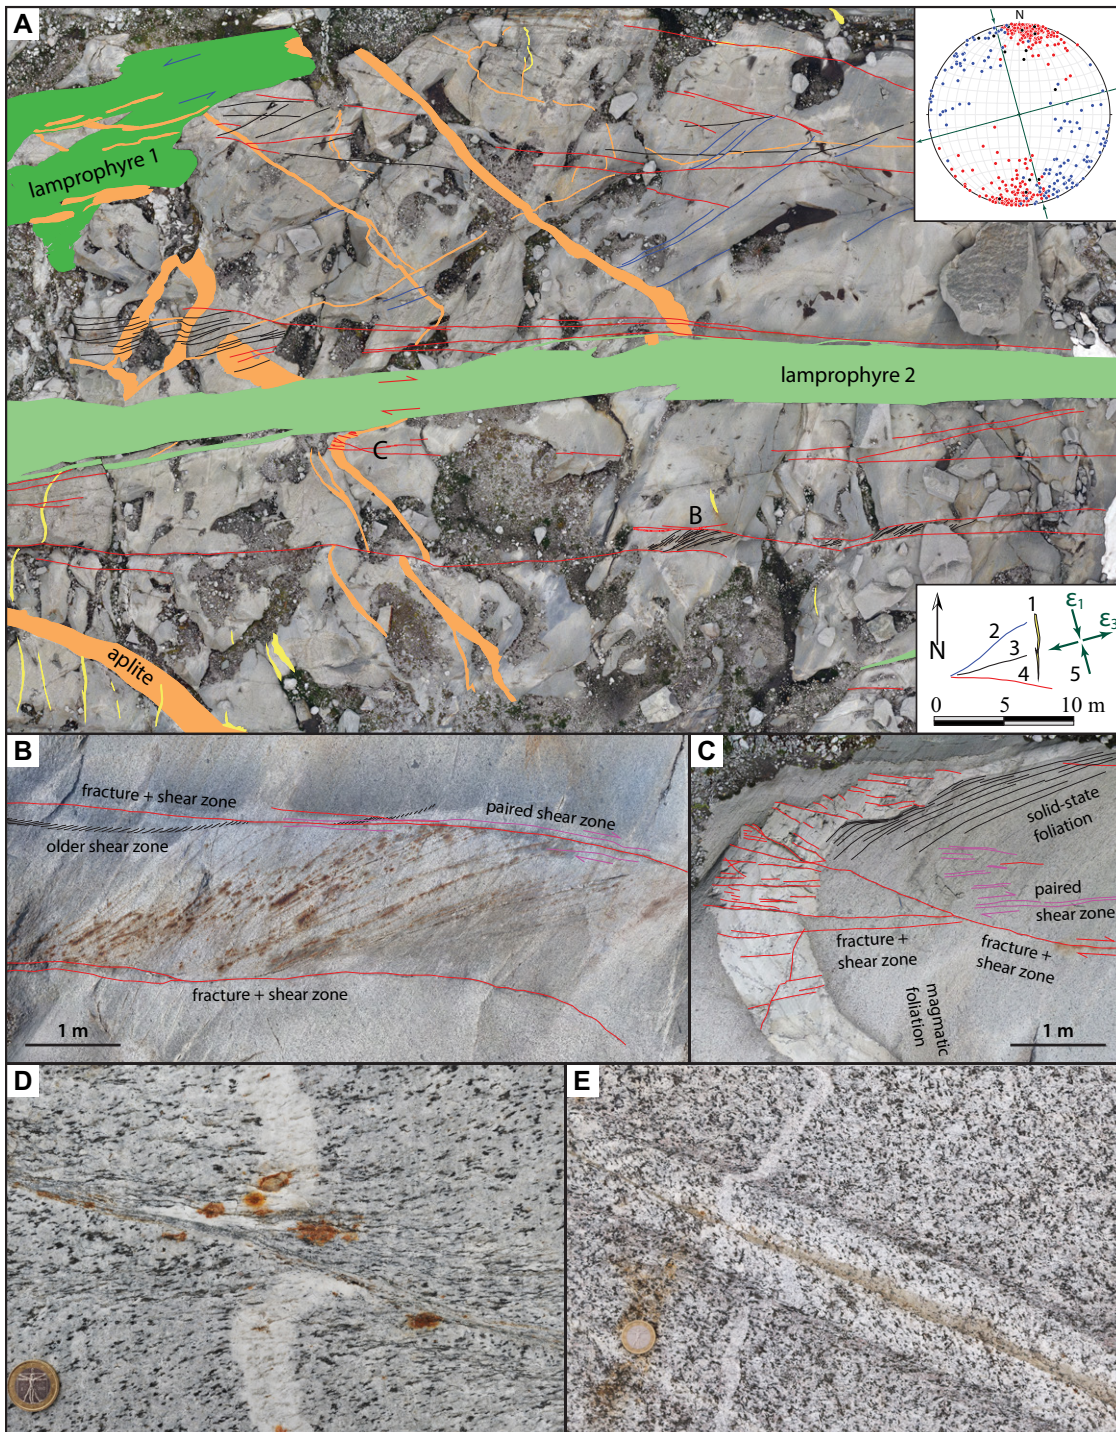 A
N
lamprophyre 1
lamprophyre 2
C
B
aplite
N
1
2
3
4
5
ε1
ε3
0 5 10 m
B
fracture + shear zone
paired shear zone
older shear zone
fracture + shear zone
1 m
C
solid-state
foliation
paired
shear zone
fracture +
shear zone
fracture +
shear zone
magmatic
foliation
1 m
D
E